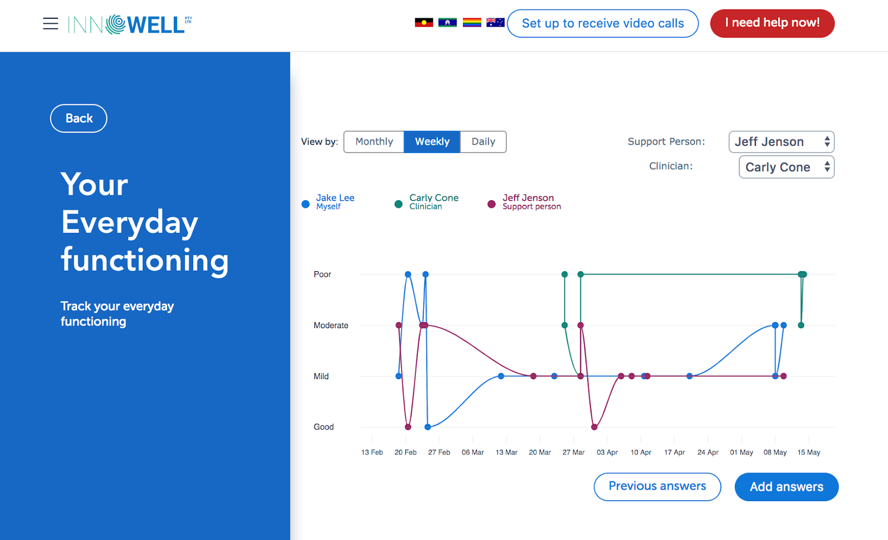 INNOWELL PTY LTD
Set up to receive video calls
I need help now!
Back
Your
Everyday
functioning
Track your everyday
functioning
View by:
Monthly
Weekly
Daily
Support Person:
Jeff Jenson
Clinician:
Carly Cone
Jake Lee
Myself
Carly Cone
Clinician
Jeff Jenson
Support person
Poor
Moderate
Mild
Good
13 Feb
20 Feb
27 Feb
06 Mar
13 Mar
20 Mar
27 Mar
03 Apr
10 Apr
17 Apr
24 Apr
01 May
08 May
15 May
Previous answers
Add answers